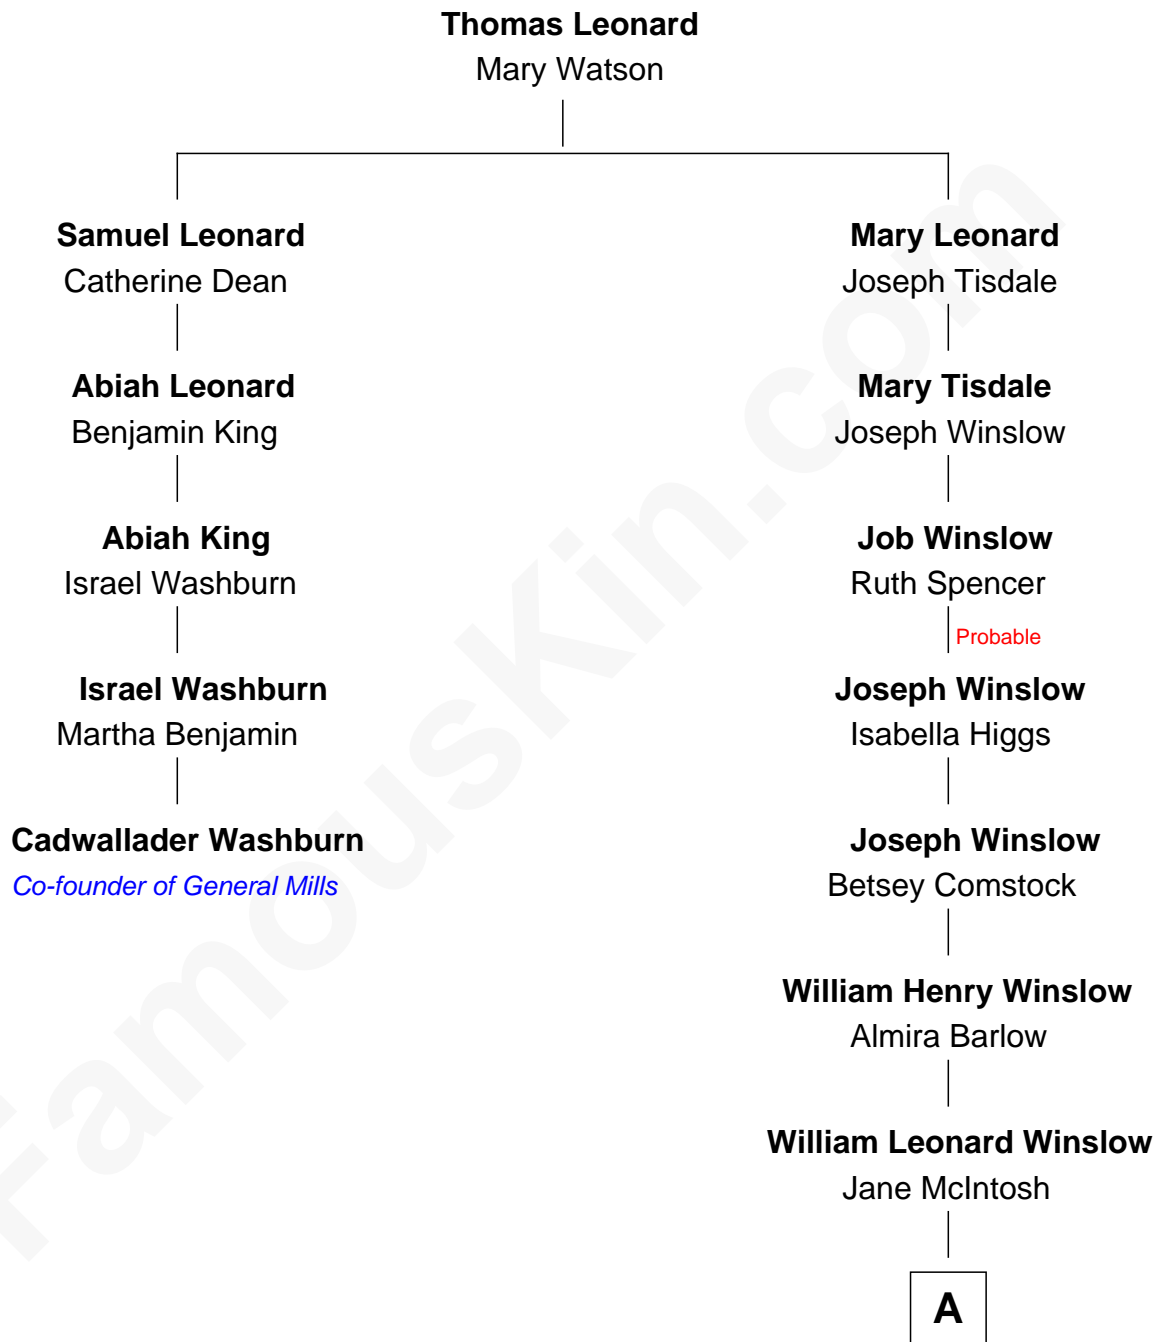 Thomas Leonard
Mary Watson
Samuel Leonard
Catherine Dean
Abiah Leonard
Benjamin King
Abiah King
Israel Washburn
Israel Washburn
Martha Benjamin
Cadwallader Washburn
Co-founder of General Mills
Mary Leonard
Joseph Tisdale
Mary Tisdale
Joseph Winslow
Job Winslow
Ruth Spencer
Probable
Joseph Winslow
Isabella Higgs
Joseph Winslow
Betsey Comstock
William Henry Winslow
Almira Barlow
William Leonard Winslow
Jane McIntosh
A
FamousKin.com